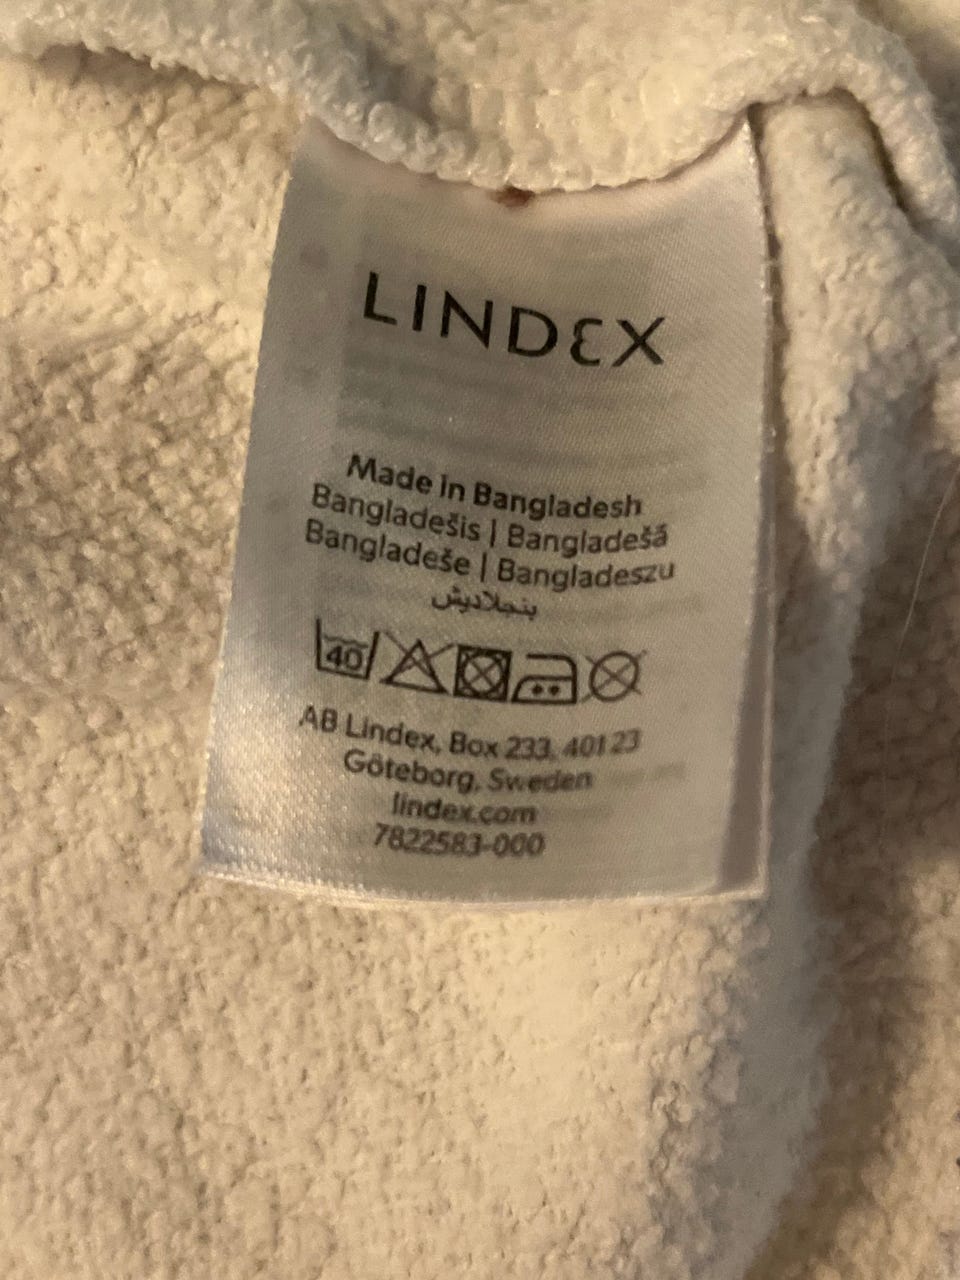 LINDEX
Made in Bangladesh
Bangladešis | Bangladešā
Bangladeše | Bangladeszu
بنجلاديش
40
AB Lindex, Box 233, 401 23
Göteborg, Sweden
lindex.com
7822583-000